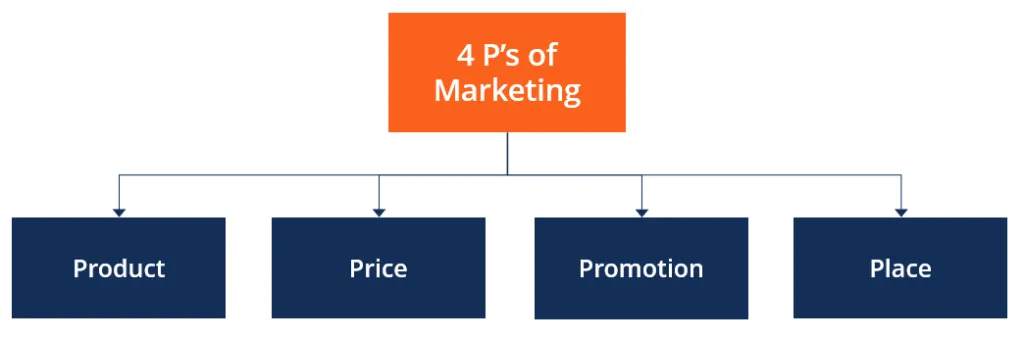 4 P’s of
Marketing
Product
Price
Promotion
Place